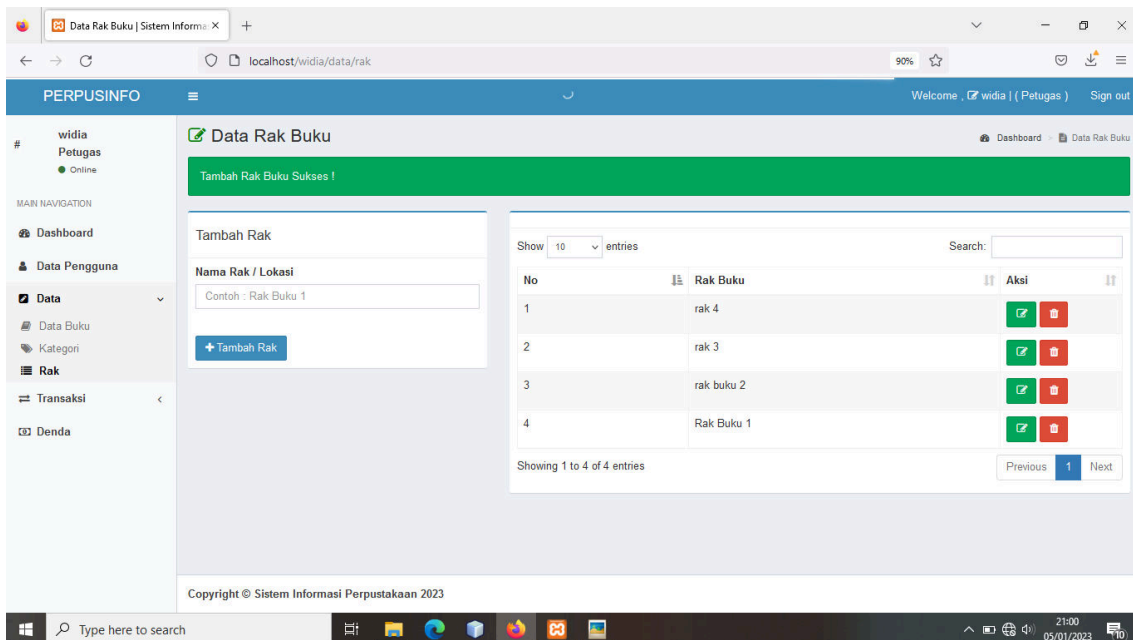 Data Rak Buku | Sistem Informa
localhost/widia/data/rak
90%
PERPUSINFO
Welcome , widia | ( Petugas )
Sign out
#
widia
Petugas
Online
MAIN NAVIGATION
Dashboard
Data Pengguna
Data
Data Buku
Kategori
Rak
Transaksi
Denda
Data Rak Buku
Dashboard > Data Rak Buku
Tambah Rak Buku Sukses !
Tambah Rak
Nama Rak / Lokasi
Contoh : Rak Buku 1
+ Tambah Rak
Show 10 entries
Search:
No Rak Buku Aksi
1 rak 4
2 rak 3
3 rak buku 2
4 Rak Buku 1
Showing 1 to 4 of 4 entries
Previous 1 Next
Copyright © Sistem Informasi Perpustakaan 2023
Type here to search
21:00
05/01/2023